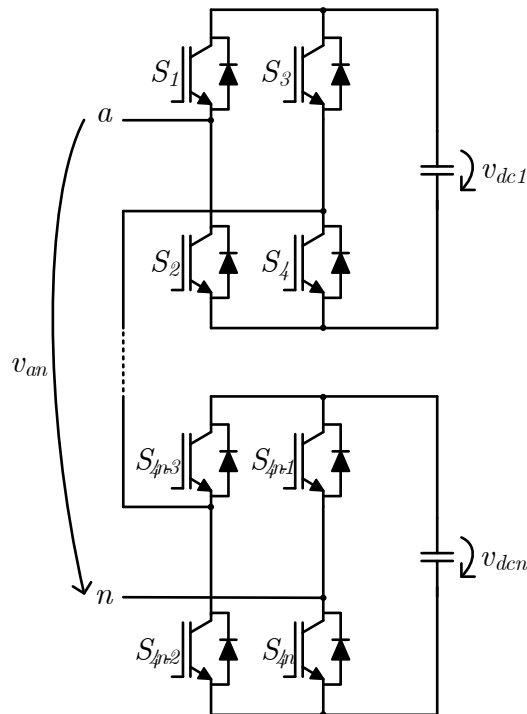 S1 S3
a
vdc1
S2 S4
van
S4n-3 S4n-1
vdcn
n
S4n-2 S4n